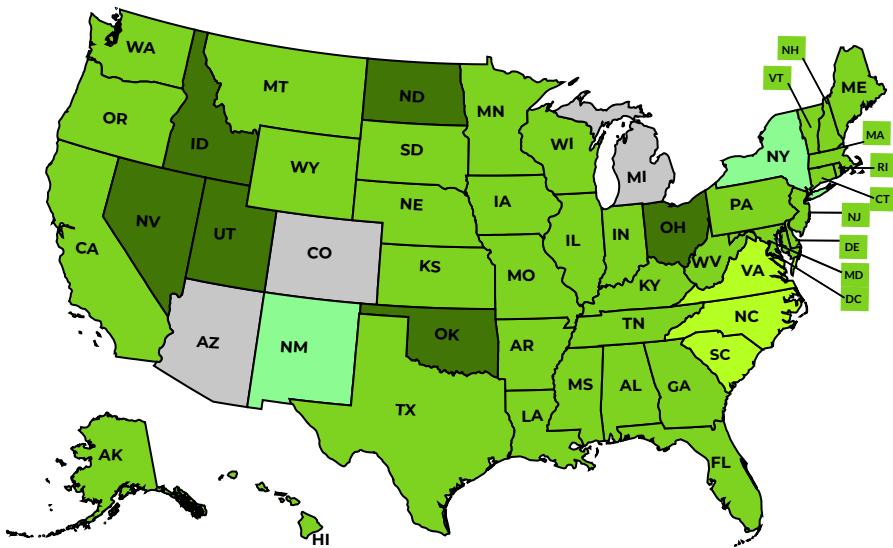 NH
WA
VT
MT
ME
ND
MN
OR
MA
ID
WI
SD
NY
RI
WY
MI
CT
NE
IA
PA
NV
NJ
OH
UT
IL
IN
CA
DE
CO
WV
KS
VA
MD
MO
KY
DC
NC
TN
OK
AZ
NM
AR
SC
MS
AL
GA
TX
LA
AK
FL
HI